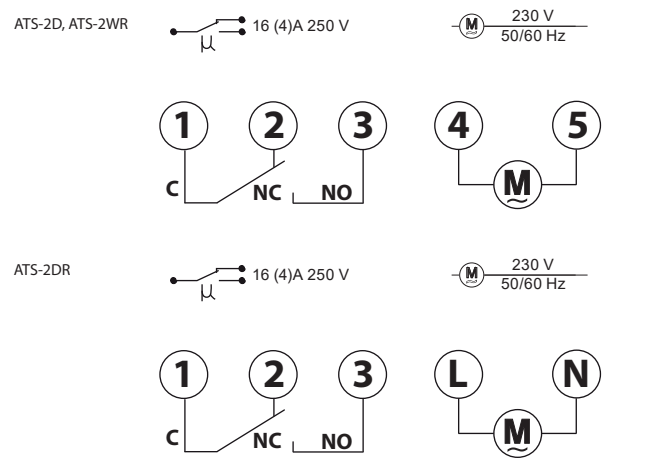 ATS-2D, ATS-2WR
16 (4)A 250 V
μ
M
230 V
50/60 Hz
1 2 3 4 5
C NC NO
M
ATS-2DR
16 (4)A 250 V
μ
M
230 V
50/60 Hz
1 2 3 L N
C NC NO
M